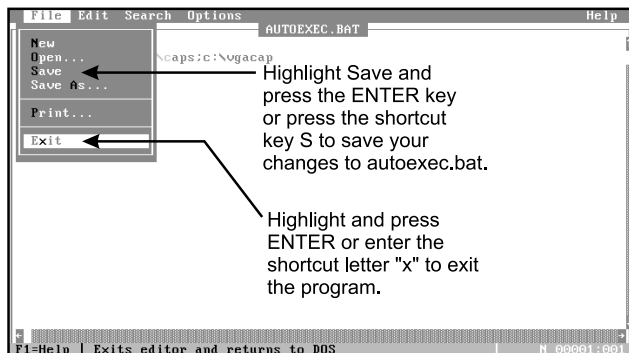 File Edit Search Options Help
AUTOEXEC.BAT
New
Open...
\caps;c:\vgacap
Save
Save As...
Print...
Exit
Highlight Save and
press the ENTER key
or press the shortcut
key S to save your
changes to autoexec.bat.
Highlight and press
ENTER or enter the
shortcut letter "x" to exit
the program.
F1=Help | Exits editor and returns to DOS | N 00001:001